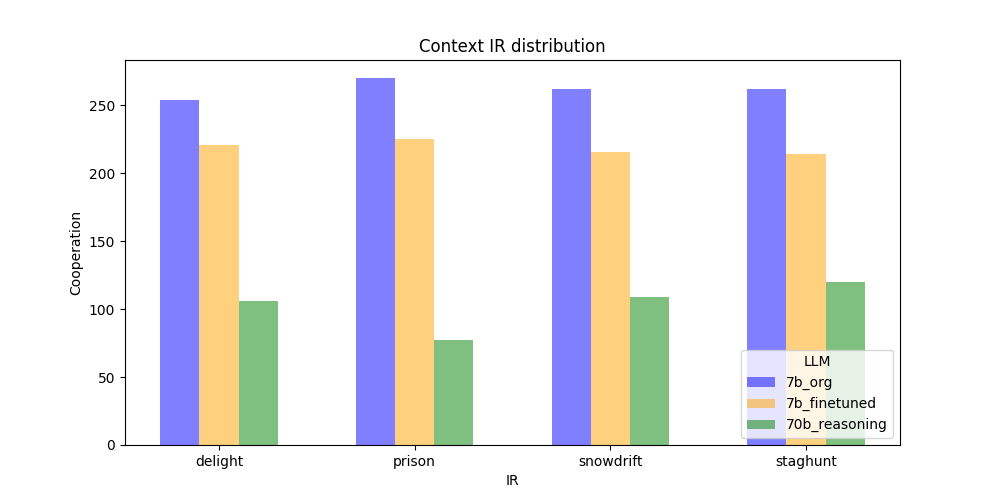 Context IR distribution
Cooperation
250
200
150
100
50
0
delight prison snowdrift staghunt
IR
LLM
7b_org
7b_finetuned
70b_reasoning